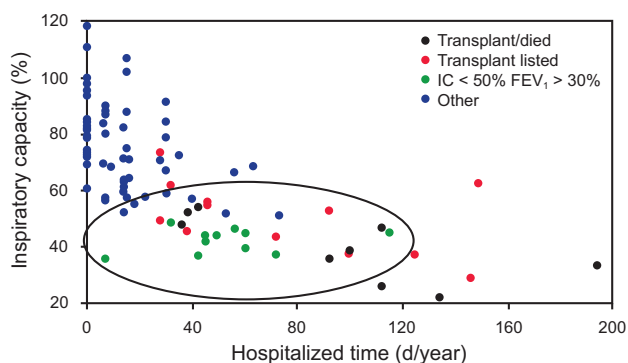 120
100
80
60
40
20
Inspiratory capacity (%)
0
40
80
120
160
200
Hospitalized time (d/year)
Transplant/died
Transplant listed
IC < 50% FEV₁ > 30%
Other